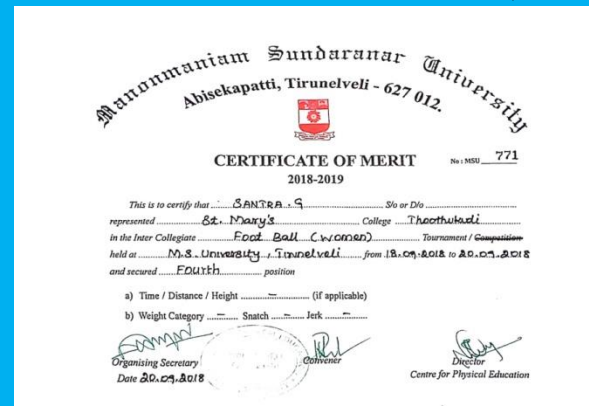 Manonmaniam Sundaranar University
Abisekapatti, Tirunelveli - 627 012.
CERTIFICATE OF MERIT
No : MSU 771
2018-2019
This is to certify that SANTRA . G S/o or D/o
represented St. Mary's College Thoothukudi
in the Inter Collegiate Foot Ball (women) Tournament / Competition
held at M.S. University, Tirunelveli from 18.09.2018 to 20.09.2018
and secured Fourth position
a) Time / Distance / Height – (if applicable)
b) Weight Category – Snatch – Jerk –
Organising Secretary Convener Director
Date 20.09.2018 Centre for Physical Education